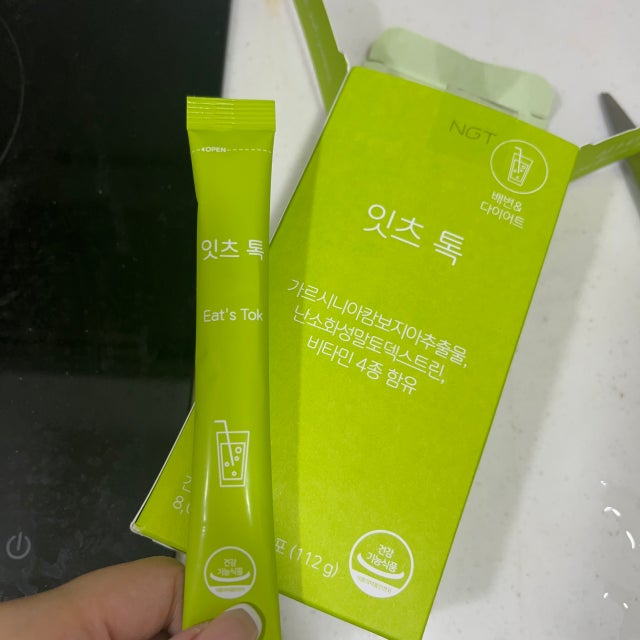 OPEN
잇츠 톡
Eat's Tok
건강
기능식품
NGT
배변&
다이어트
잇츠 톡
가르시니아캄보지아추출물,
난소화성말토덱스트린,
비타민 4종 함유
포 (112 g)
건강
기능식품